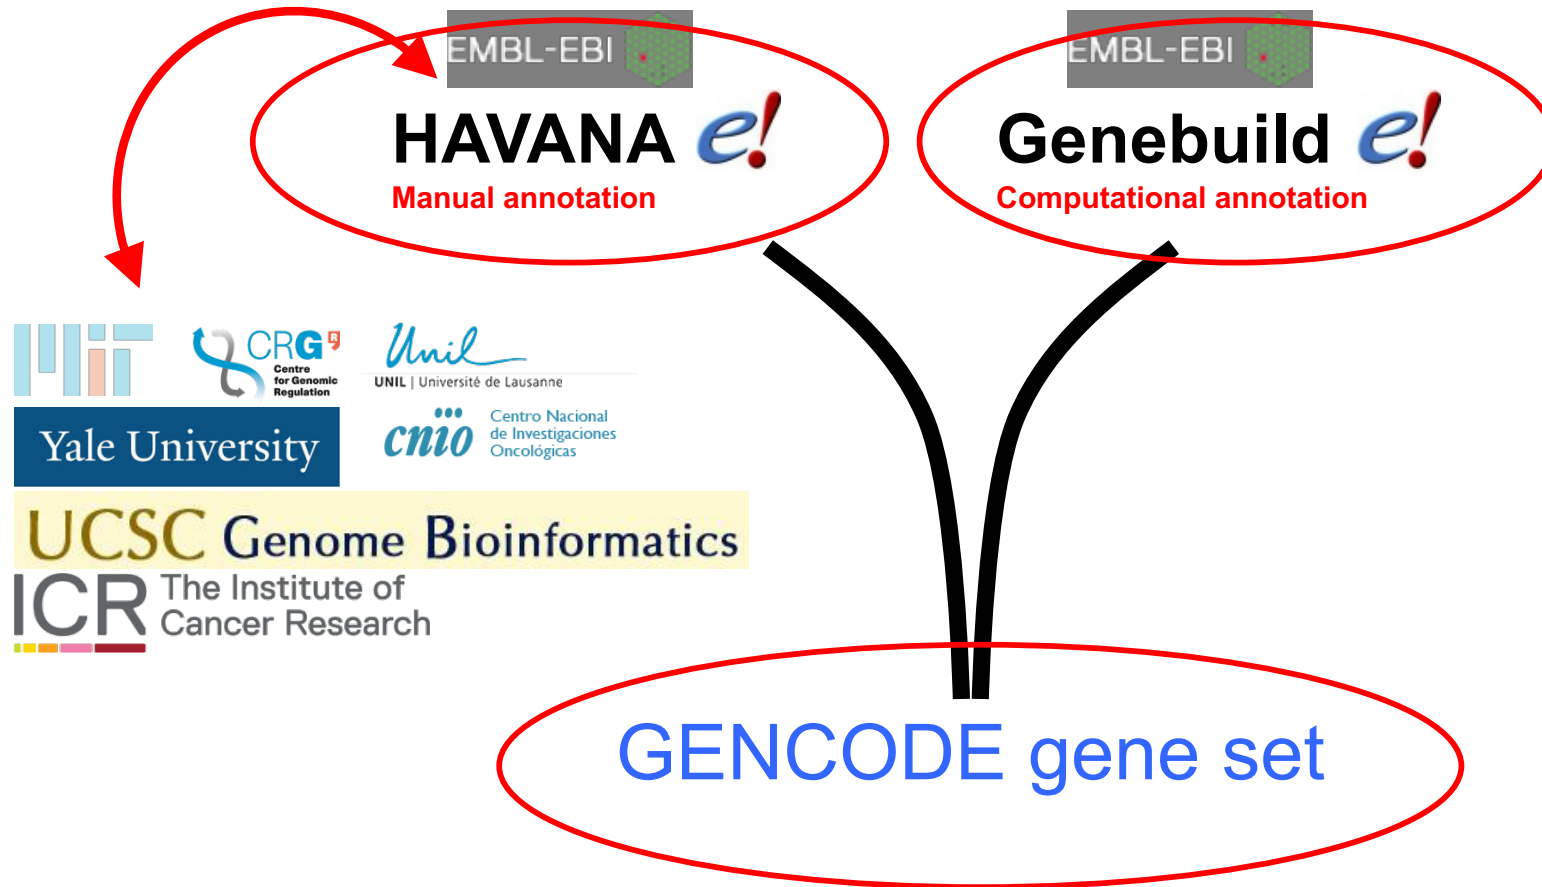 EMBL-EBI
EMBL-EBI
HAVANA e!
Genebuild e!
Manual annotation
Computational annotation
MIT
CRG R
Centre
for Genomic
Regulation
Unil
UNIL | Université de Lausanne
Yale University
cnio
Centro Nacional
de Investigaciones
Oncológicas
UCSC Genome Bioinformatics
ICR The Institute of
Cancer Research
GENCODE gene set